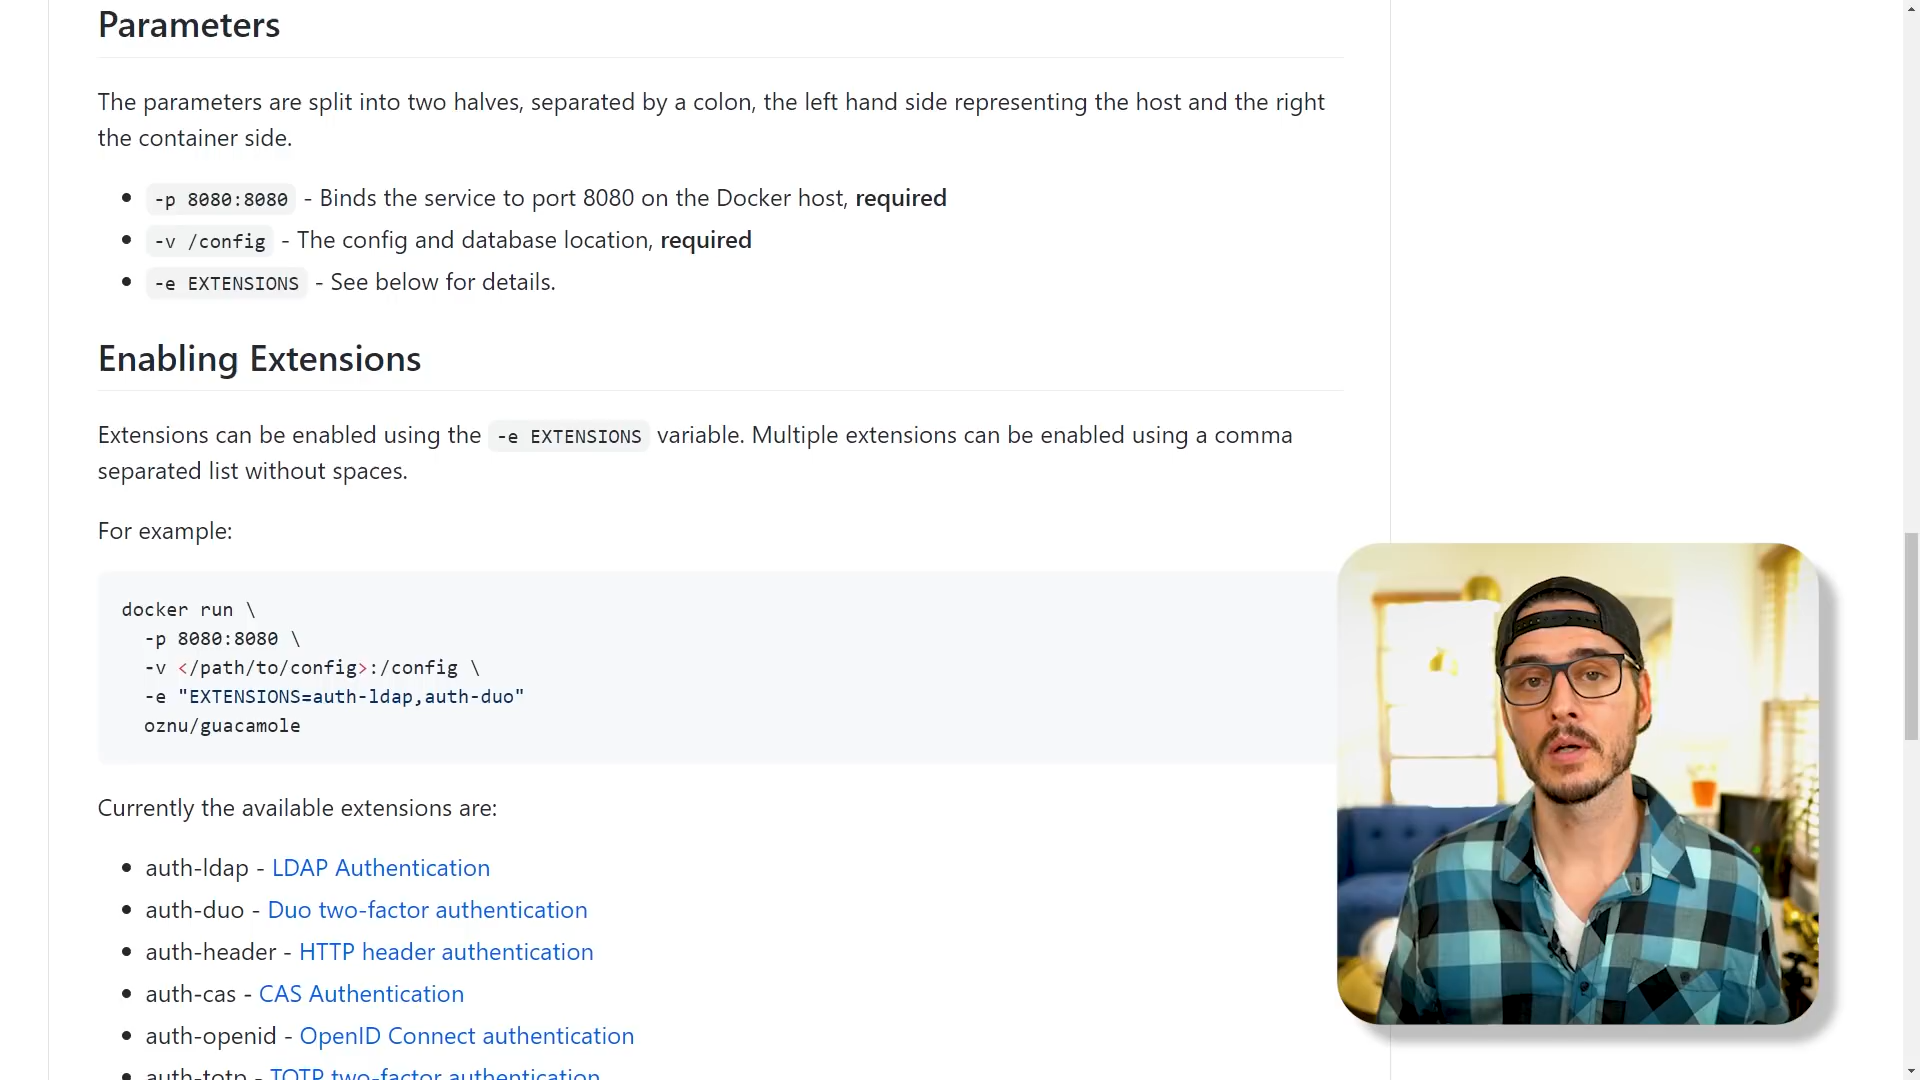 Parameters
The parameters are split into two halves, separated by a colon, the left hand side representing the host and the right
the container side.
-p 8080:8080 - Binds the service to port 8080 on the Docker host, required
-v /config - The config and database location, required
-e EXTENSIONS - See below for details.
Enabling Extensions
Extensions can be enabled using the -e EXTENSIONS variable. Multiple extensions can be enabled using a comma
separated list without spaces.
For example:
docker run \
-p 8080:8080 \
-v </path/to/config>:/config \
-e "EXTENSIONS=auth-ldap,auth-duo"
oznu/guacamole
Currently the available extensions are:
auth-ldap - LDAP Authentication
auth-duo - Duo two-factor authentication
auth-header - HTTP header authentication
auth-cas - CAS Authentication
auth-openid - OpenID Connect authentication
auth-totp - TOTP two-factor authentication